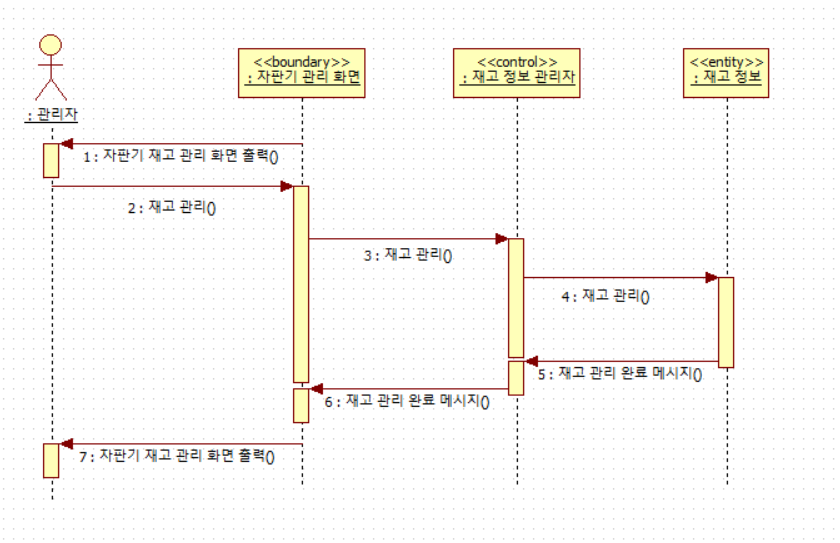 <<boundary>>
: 자판기 관리 화면
<<control>>
: 재고 정보 관리자
<<entity>>
: 재고 정보
: 관리자
1 : 자판기 재고 관리 화면 출력()
2 : 재고 관리()
3 : 재고 관리()
4 : 재고 관리()
5 : 재고 관리 완료 메시지()
6 : 재고 관리 완료 메시지()
7 : 자판기 재고 관리 화면 출력()